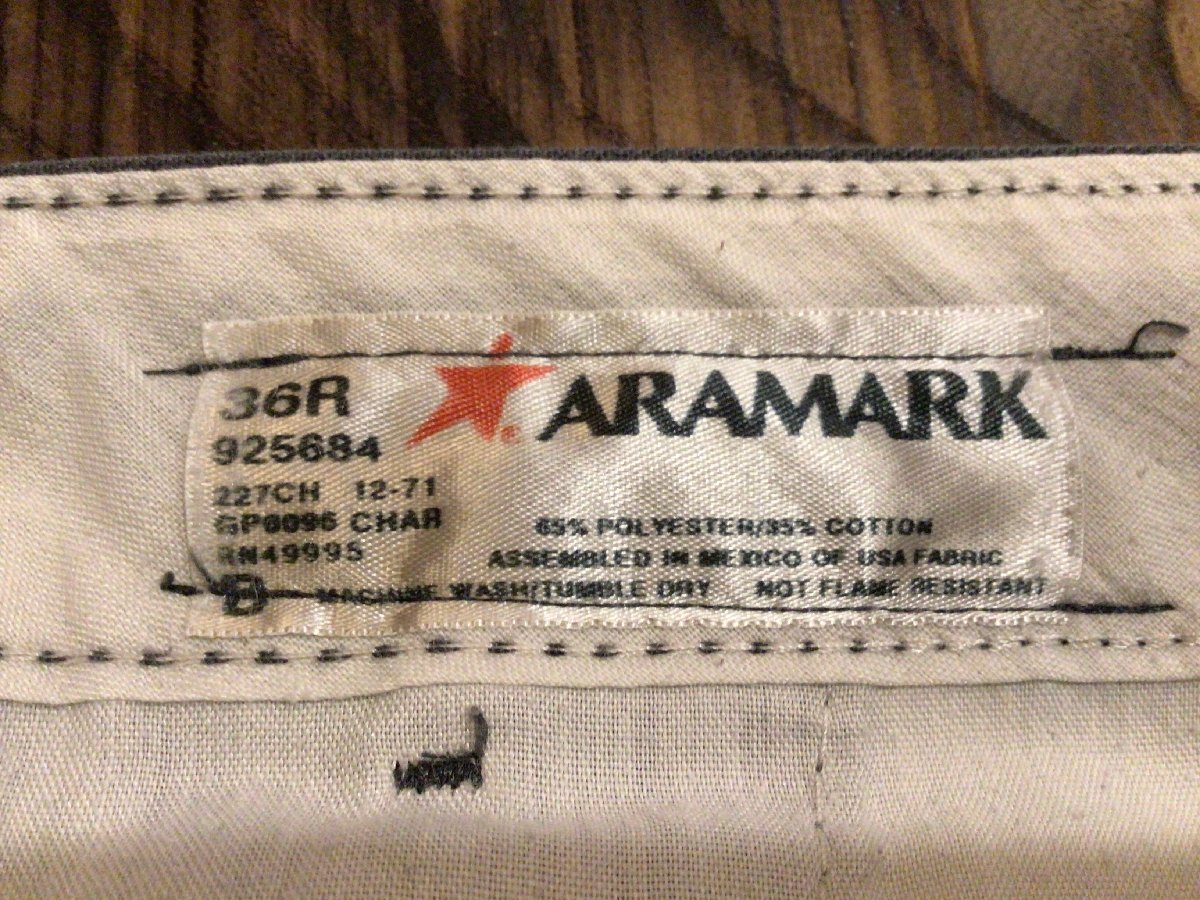 36R
ARAMARK®
925684
227CH 12-71
GP0096 CHAR
65% POLYESTER/35% COTTON
RN49995
ASSEMBLED IN MEXICO OF USA FABRIC
B
MACHINE WASH/TUMBLE DRY NOT FLAME RESISTANT